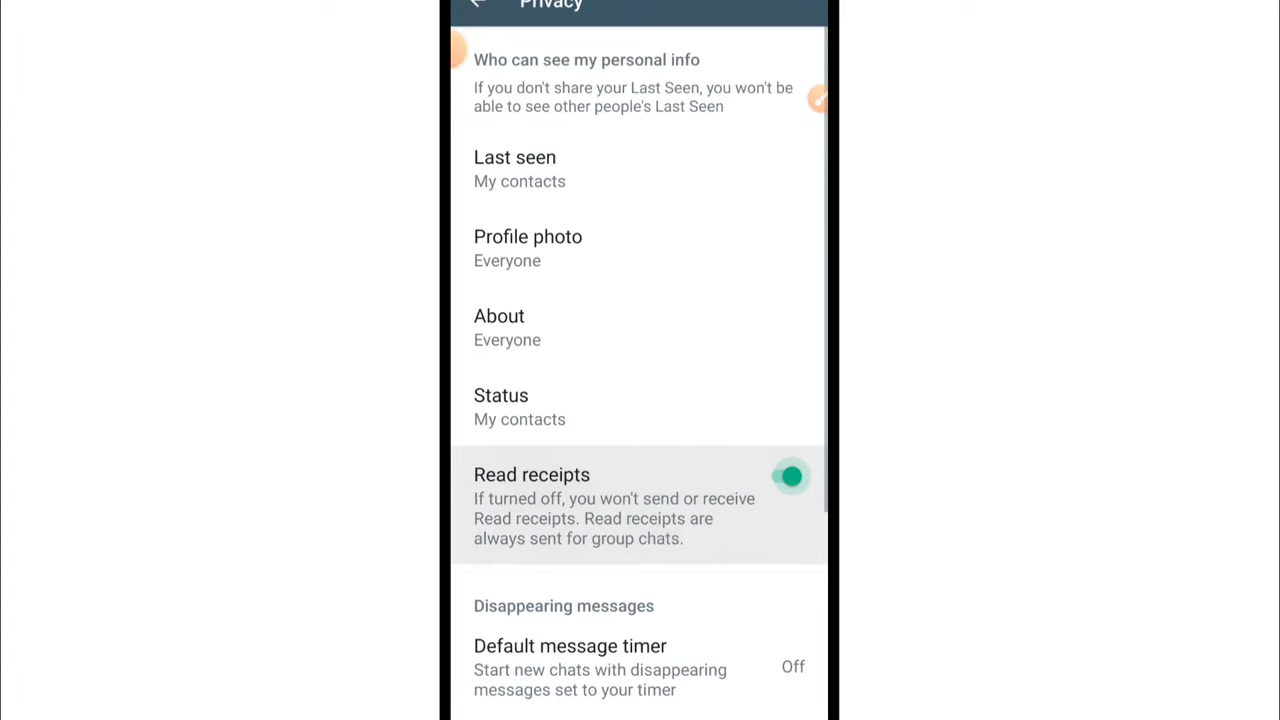 Privacy
Who can see my personal info
If you don't share your Last Seen, you won't be
able to see other people's Last Seen
Last seen
My contacts
Profile photo
Everyone
About
Everyone
Status
My contacts
Read receipts
If turned off, you won't send or receive
Read receipts. Read receipts are
always sent for group chats.
Disappearing messages
Default message timer
Start new chats with disappearing
messages set to your timer
Off